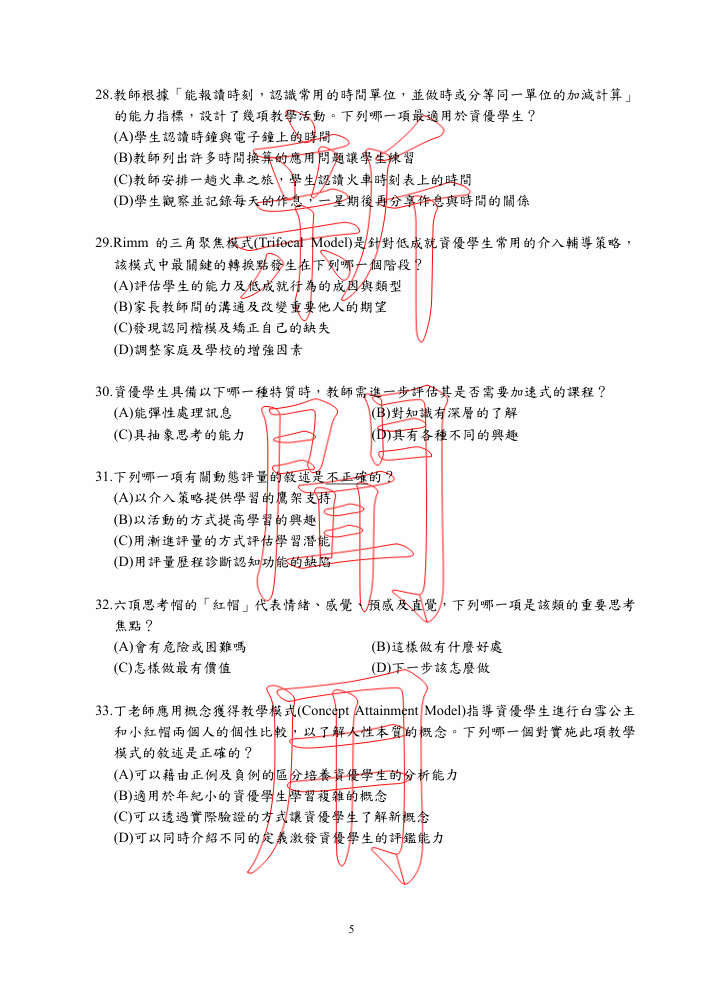 28.教師根據「能報讀時刻，認識常用的時間單位，並做時或分等同一單位的加減計算」
的能力指標，設計了幾項教學活動。下列哪一項最適用於資優學生？
(A)學生認讀時鐘與電子鐘上的時間
(B)教師列出許多時間換算的應用問題讓學生練習
(C)教師安排一趟火車之旅，學生認讀火車時刻表上的時間
(D)學生觀察並記錄每天的作息，一星期後再分享作息與時間的關係
29.Rimm 的三角聚焦模式(Trifocal Model)是針對低成就資優學生常用的介入輔導策略，
該模式中最關鍵的轉捩點發生在下列哪一個階段？
(A)評估學生的能力及低成就行為的成因與類型
(B)家長教師間的溝通及改變重要他人的期望
(C)發現認同楷模及矯正自己的缺失
(D)調整家庭及學校的增強因素
30.資優學生具備以下哪一種特質時，教師需進一步評估其是否需要加速式的課程？
(A)能彈性處理訊息 (B)對知識有深層的了解
(C)具抽象思考的能力 (D)具有各種不同的興趣
31.下列哪一項有關動態評量的敘述是不正確的？
(A)以介入策略提供學習的鷹架支持
(B)以活動的方式提高學習的興趣
(C)用漸進評量的方式評估學習潛能
(D)用評量歷程診斷認知功能的缺陷
32.六頂思考帽的「紅帽」代表情緒、感覺、預感及直覺，下列哪一項是該類的重要思考
焦點？
(A)會有危險或困難嗎 (B)這樣做有什麼好處
(C)怎樣做最有價值 (D)下一步該怎麼做
33.丁老師應用概念獲得教學模式(Concept Attainment Model)指導資優學生進行白雪公主
和小紅帽兩個人的個性比較，以了解人性本質的概念。下列哪一個對實施此項教學
模式的敘述是正確的？
(A)可以藉由正例及負例的區分培養資優學生的分析能力
(B)適用於年紀小的資優學生學習複雜的概念
(C)可以透過實際驗證的方式讓資優學生了解新概念
(D)可以同時介紹不同的定義激發資優學生的評鑑能力
新聞用
5